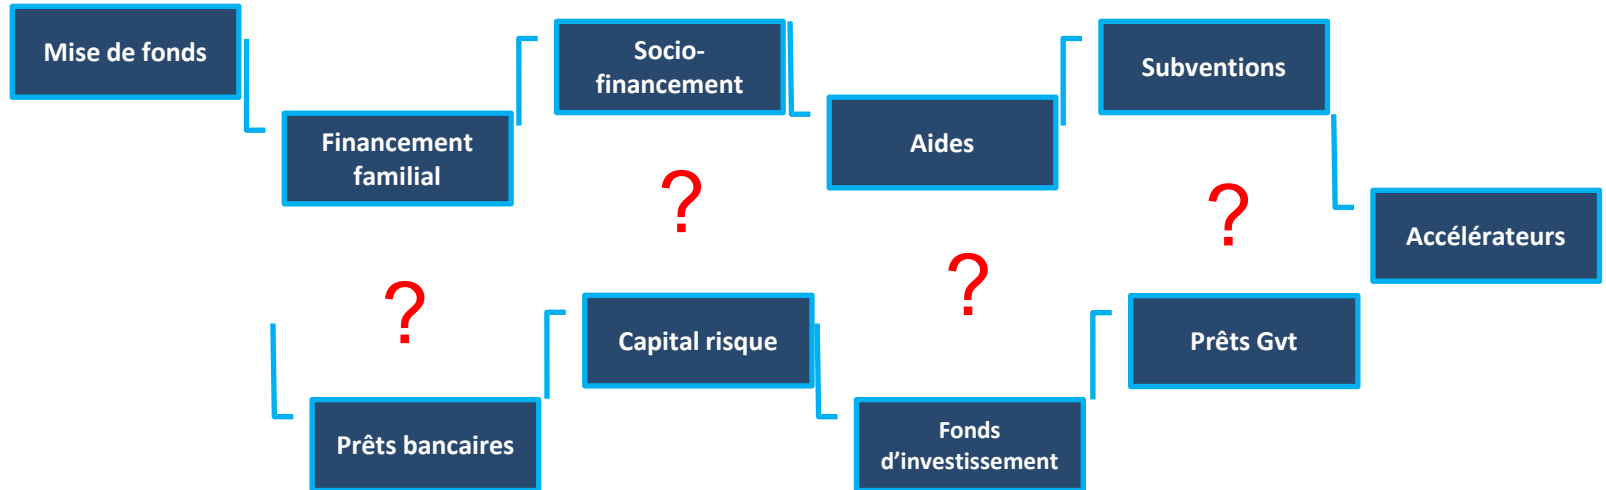 Mise de fonds
Financement
familial
Socio-
financement
Aides
Subventions
Accélérateurs
?
?
?
?
Prêts bancaires
Capital risque
Fonds
d’investissement
Prêts Gvt